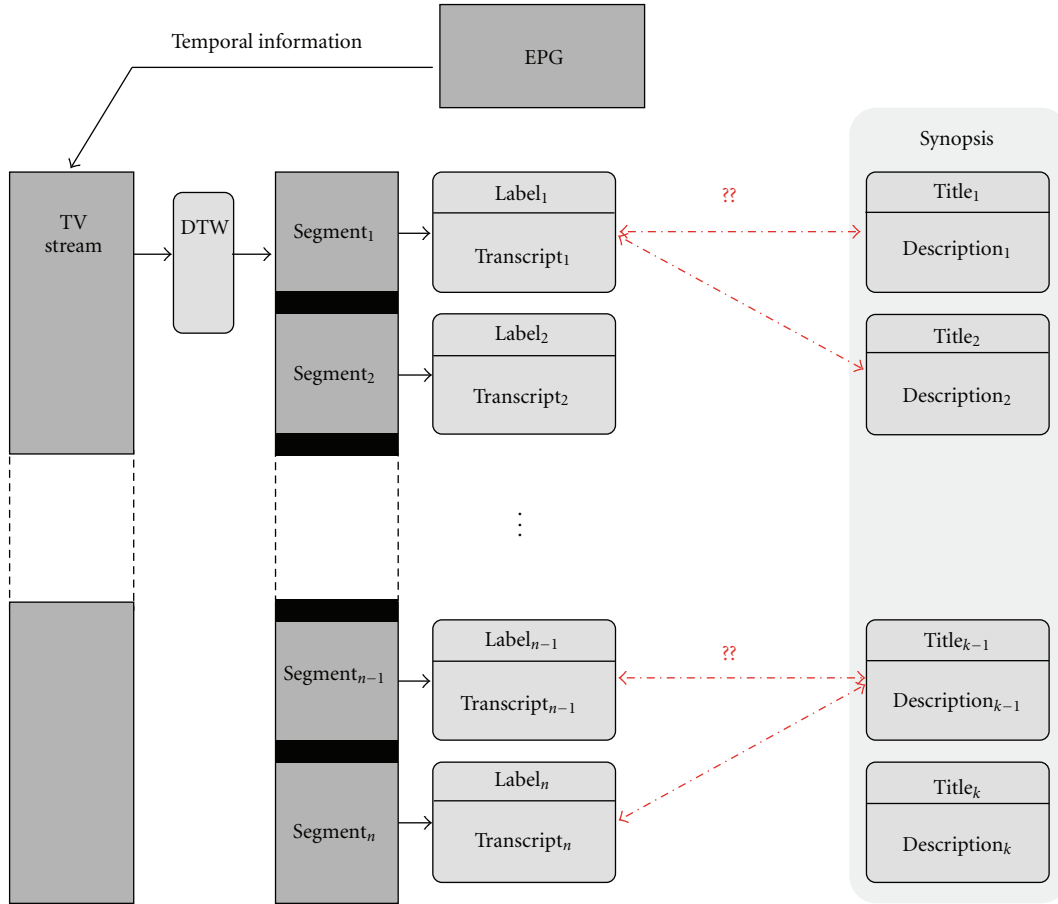 Temporal information
EPG
Synopsis
TV
stream
DTW
Segment₁
Label₁
Transcript₁
??
Title₁
Description₁
Segment₂
Label₂
Transcript₂
Title₂
Description₂
⋮
Segmentₙ₋₁
Labelₙ₋₁
Transcriptₙ₋₁
??
Titleₖ₋₁
Descriptionₖ₋₁
Segmentₙ
Labelₙ
Transcriptₙ
Titleₖ
Descriptionₖ